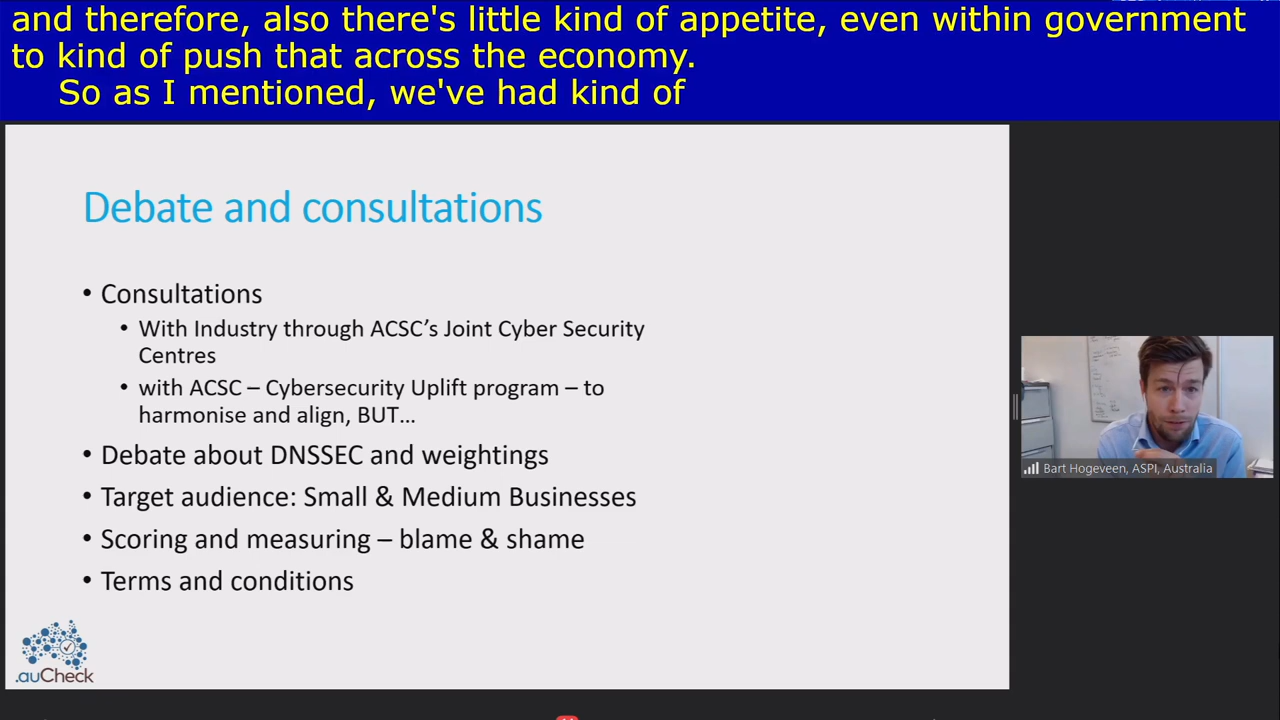 and therefore, also there's little kind of appetite, even within government
to kind of push that across the economy.
So as I mentioned, we've had kind of
Debate and consultations
• Consultations
• With Industry through ACSC's Joint Cyber Security
Centres
• with ACSC – Cybersecurity Uplift program – to
harmonise and align, BUT…
• Debate about DNSSEC and weightings
• Target audience: Small & Medium Businesses
• Scoring and measuring – blame & shame
• Terms and conditions
.auCheck
Bart Hogeveen, ASPI, Australia